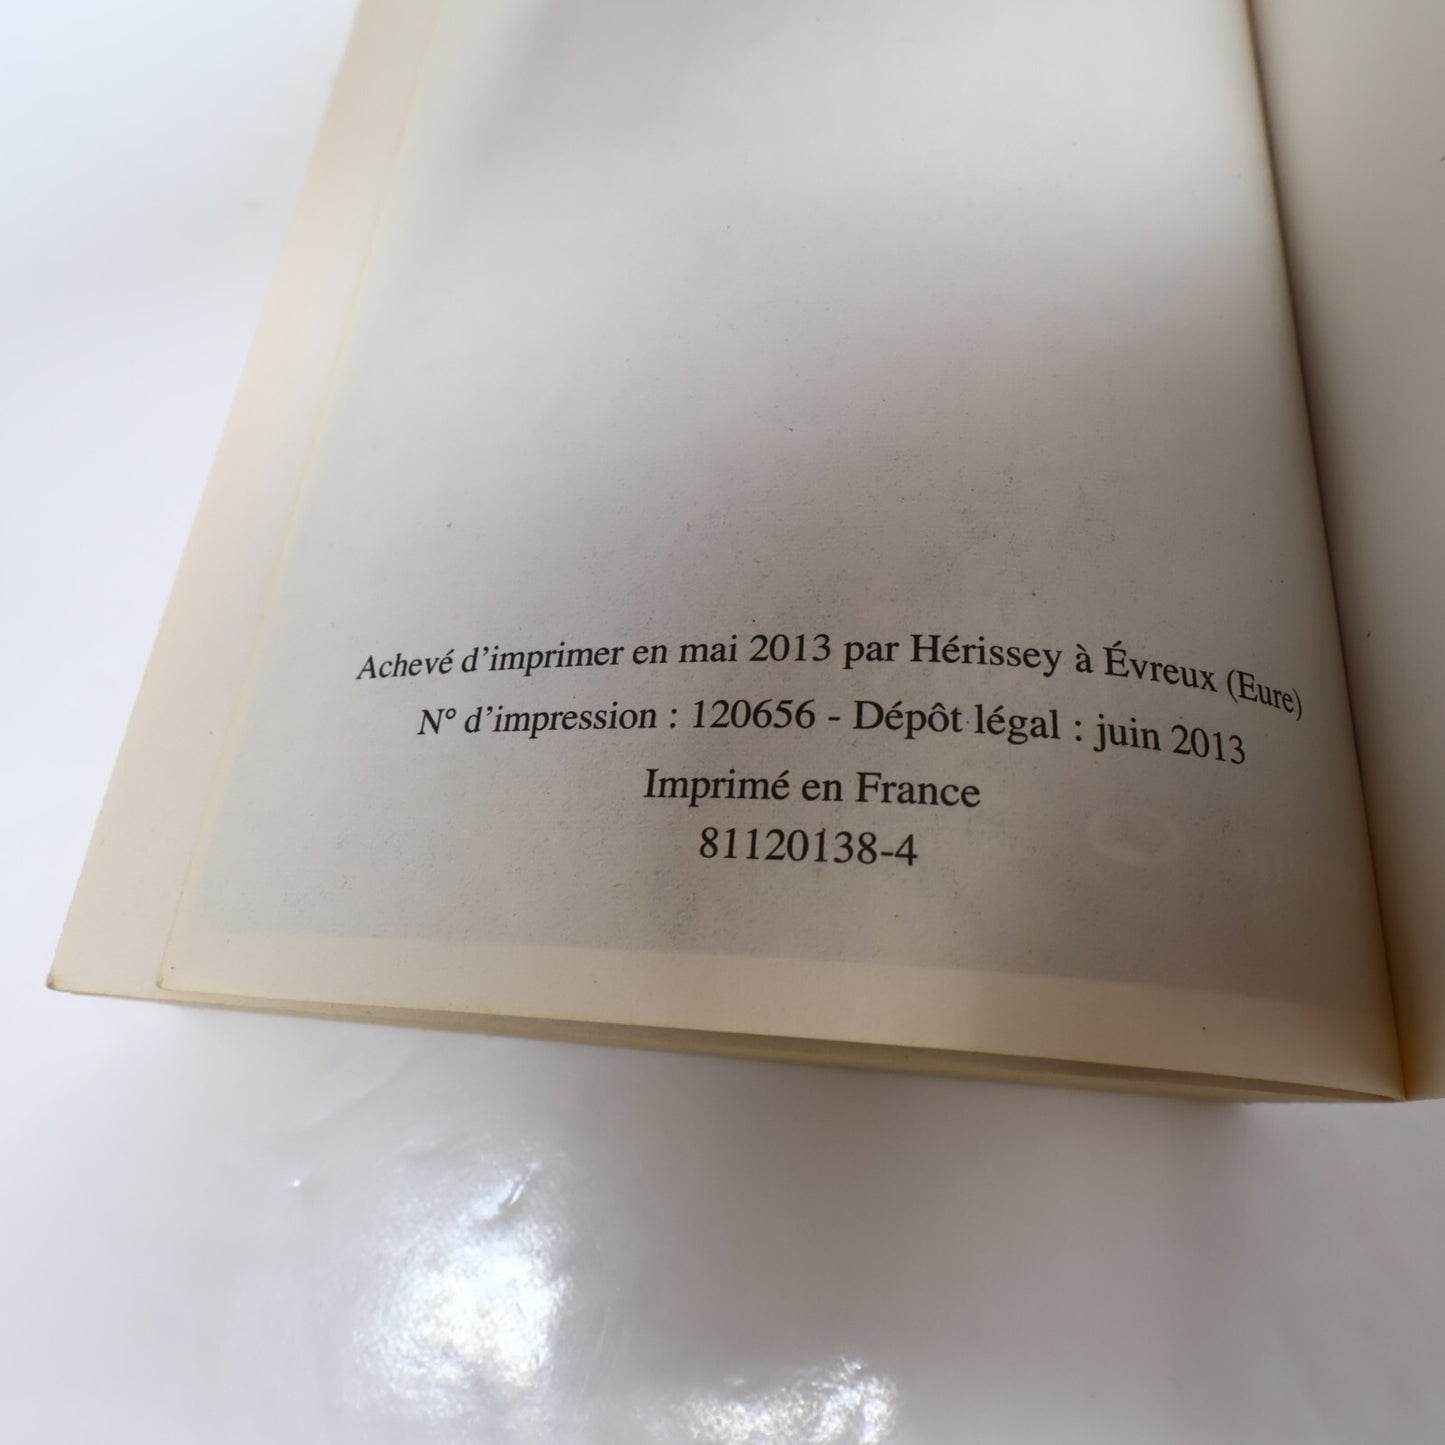 Achevé d'imprimer en mai 2013 par Hérissey à Évreux (Eure)
N° d'impression : 120656 - Dépôt légal : juin 2013
Imprimé en France
81120138-4